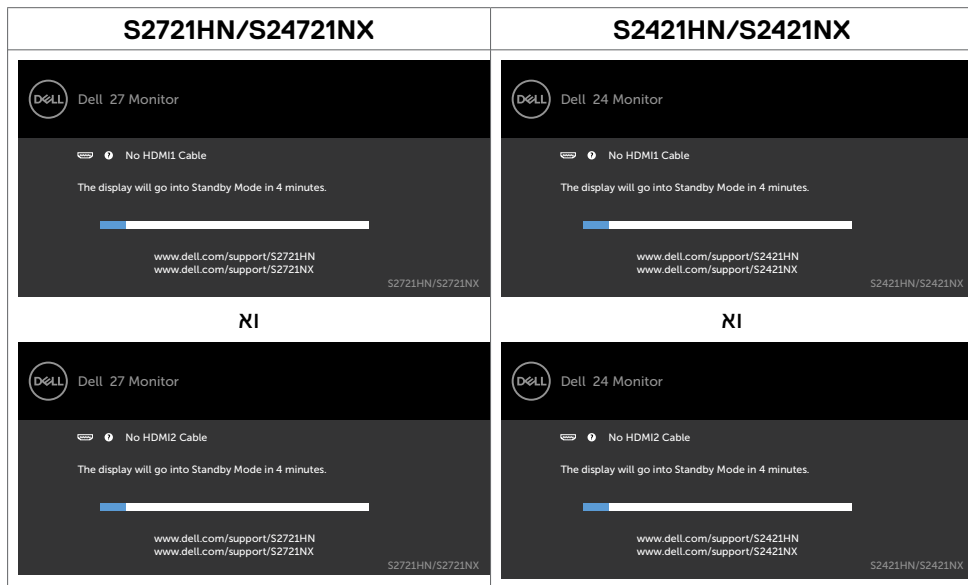 S2721HN/S24721NX
DELL Dell 27 Monitor
? No HDMI1 Cable
The display will go into Standby Mode in 4 minutes.
www.dell.com/support/S2721HN
www.dell.com/support/S2721NX
S2721HN/S2721NX
או
DELL Dell 27 Monitor
? No HDMI2 Cable
The display will go into Standby Mode in 4 minutes.
www.dell.com/support/S2721HN
www.dell.com/support/S2721NX
S2721HN/S2721NX
S2421HN/S2421NX
DELL Dell 24 Monitor
? No HDMI1 Cable
The display will go into Standby Mode in 4 minutes.
www.dell.com/support/S2421HN
www.dell.com/support/S2421NX
S2421HN/S2421NX
או
DELL Dell 24 Monitor
? No HDMI2 Cable
The display will go into Standby Mode in 4 minutes.
www.dell.com/support/S2421HN
www.dell.com/support/S2421NX
S2421HN/S2421NX